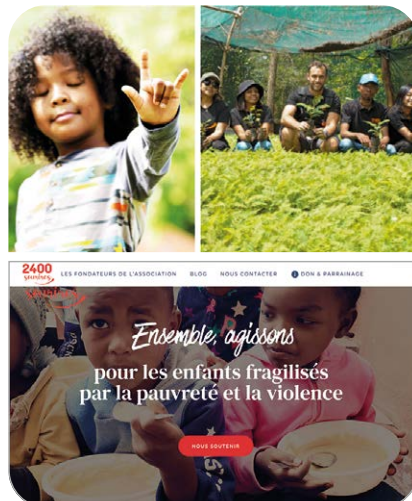 2400
sourires
LES FONDATEURS DE L'ASSOCIATION BLOG NOUS CONTACTER DON & PARRAINAGE
Ensemble, agissons
pour les enfants fragilisés
par la pauvreté et la violence
NOUS SOUTENIR